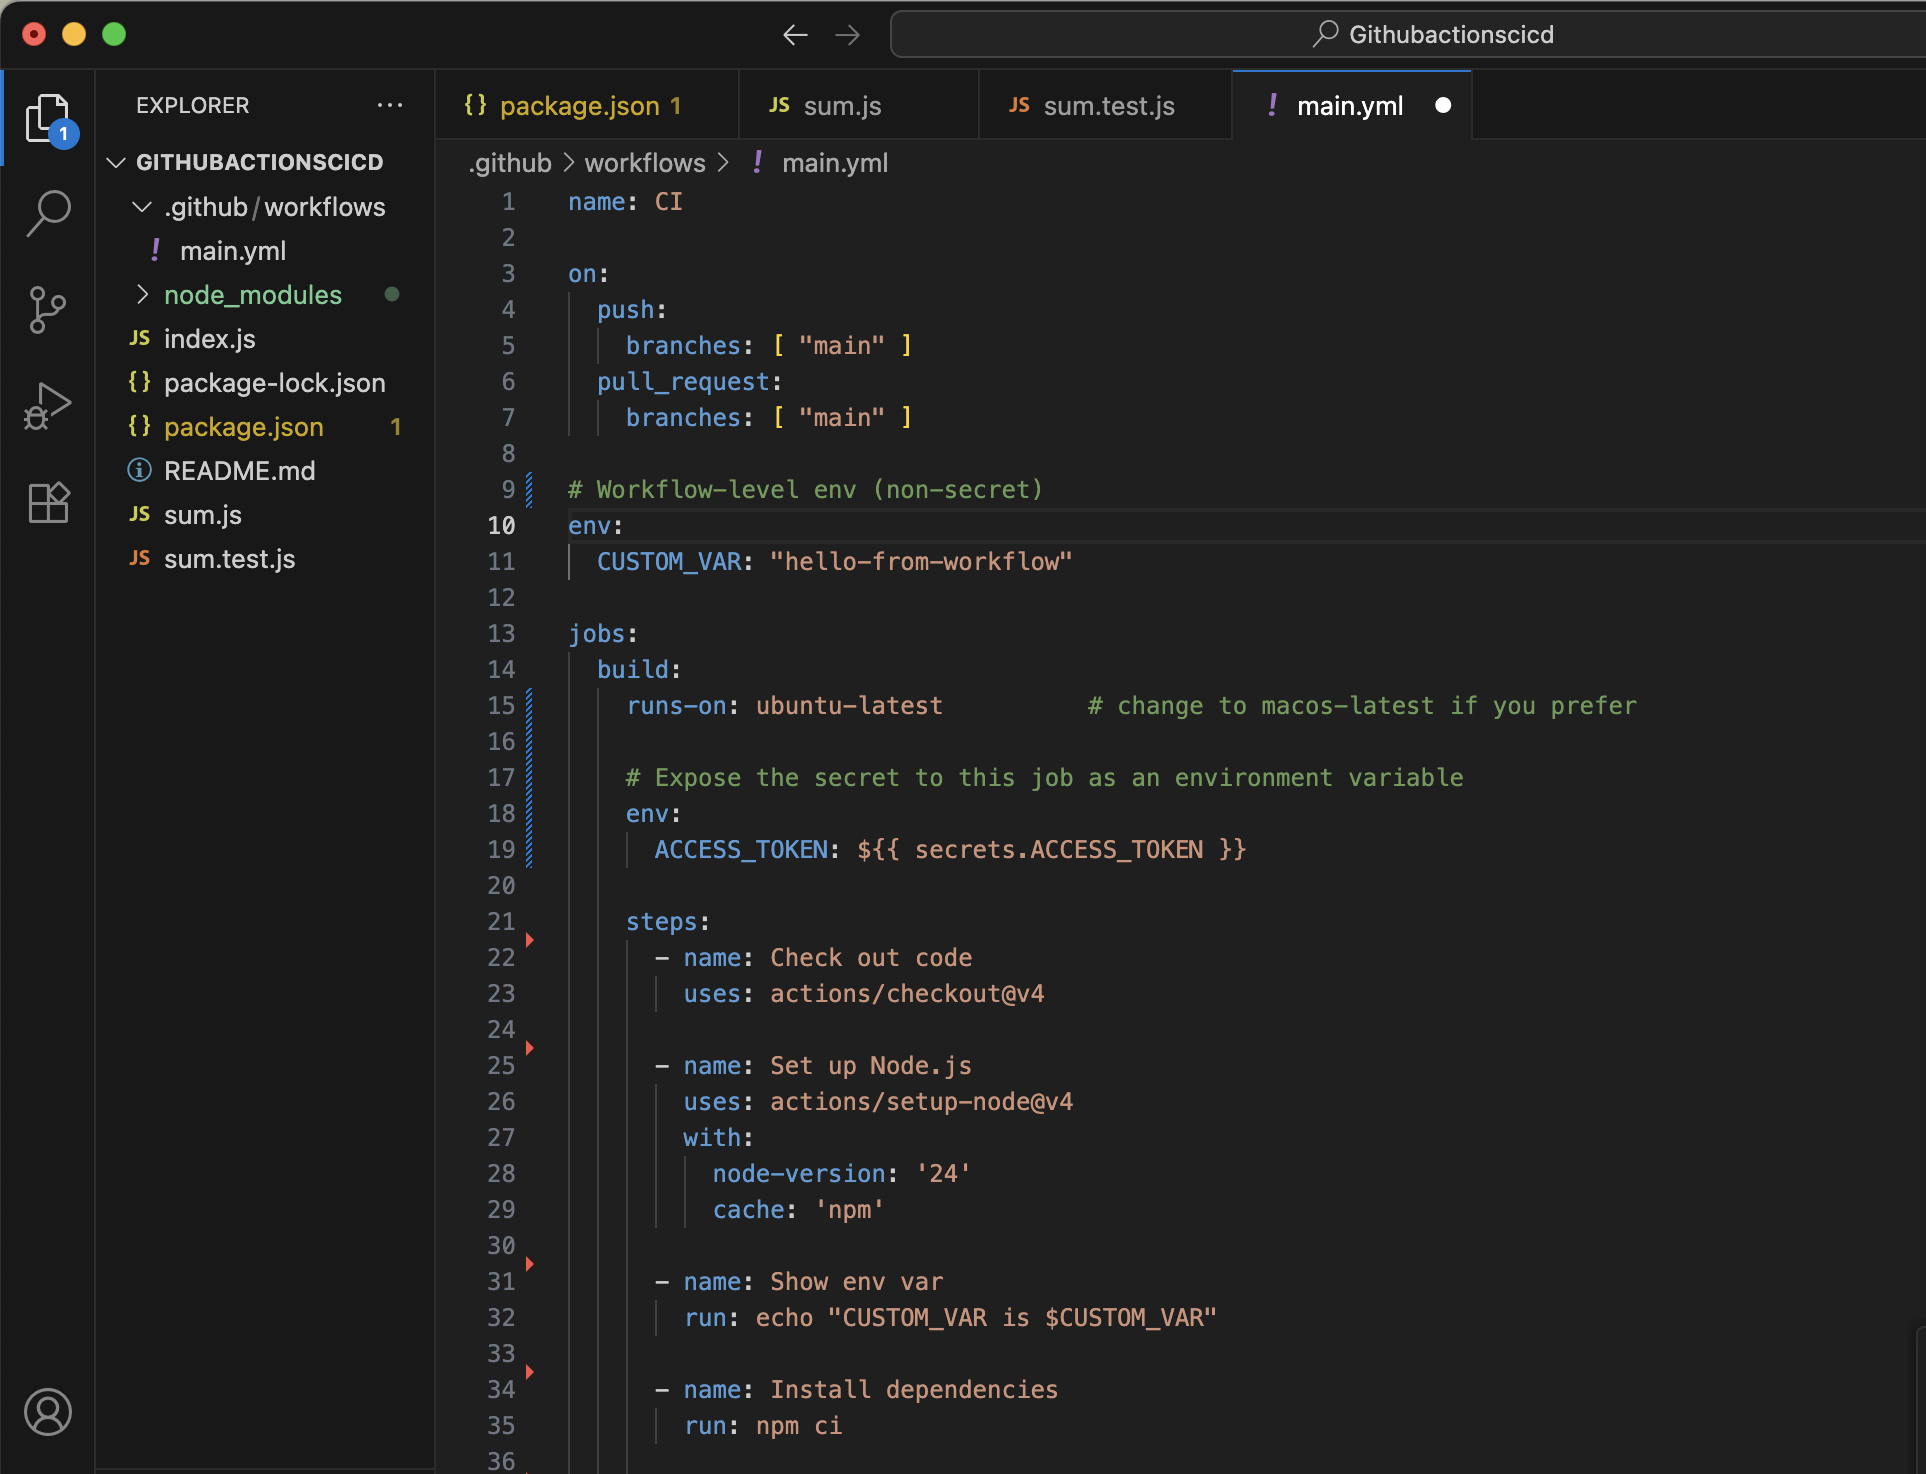 Githubactionscicd
1
EXPLORER ...
GITHUBACTIONSCICD
.github/workflows
! main.yml
node_modules
JS index.js
{} package-lock.json
{} package.json 1
README.md
JS sum.js
JS sum.test.js
{} package.json 1
JS sum.js
JS sum.test.js
! main.yml
.github > workflows > ! main.yml
1 name: CI
2
3 on:
4 push:
5 branches: [ "main" ]
6 pull_request:
7 branches: [ "main" ]
8
9 # Workflow-level env (non-secret)
10 env:
11 CUSTOM_VAR: "hello-from-workflow"
12
13 jobs:
14 build:
15 runs-on: ubuntu-latest # change to macos-latest if you prefer
16
17 # Expose the secret to this job as an environment variable
18 env:
19 ACCESS_TOKEN: ${{ secrets.ACCESS_TOKEN }}
20
21 steps:
22 - name: Check out code
23 uses: actions/checkout@v4
24
25 - name: Set up Node.js
26 uses: actions/setup-node@v4
27 with:
28 node-version: '24'
29 cache: 'npm'
30
31 - name: Show env var
32 run: echo "CUSTOM_VAR is $CUSTOM_VAR"
33
34 - name: Install dependencies
35 run: npm ci
36